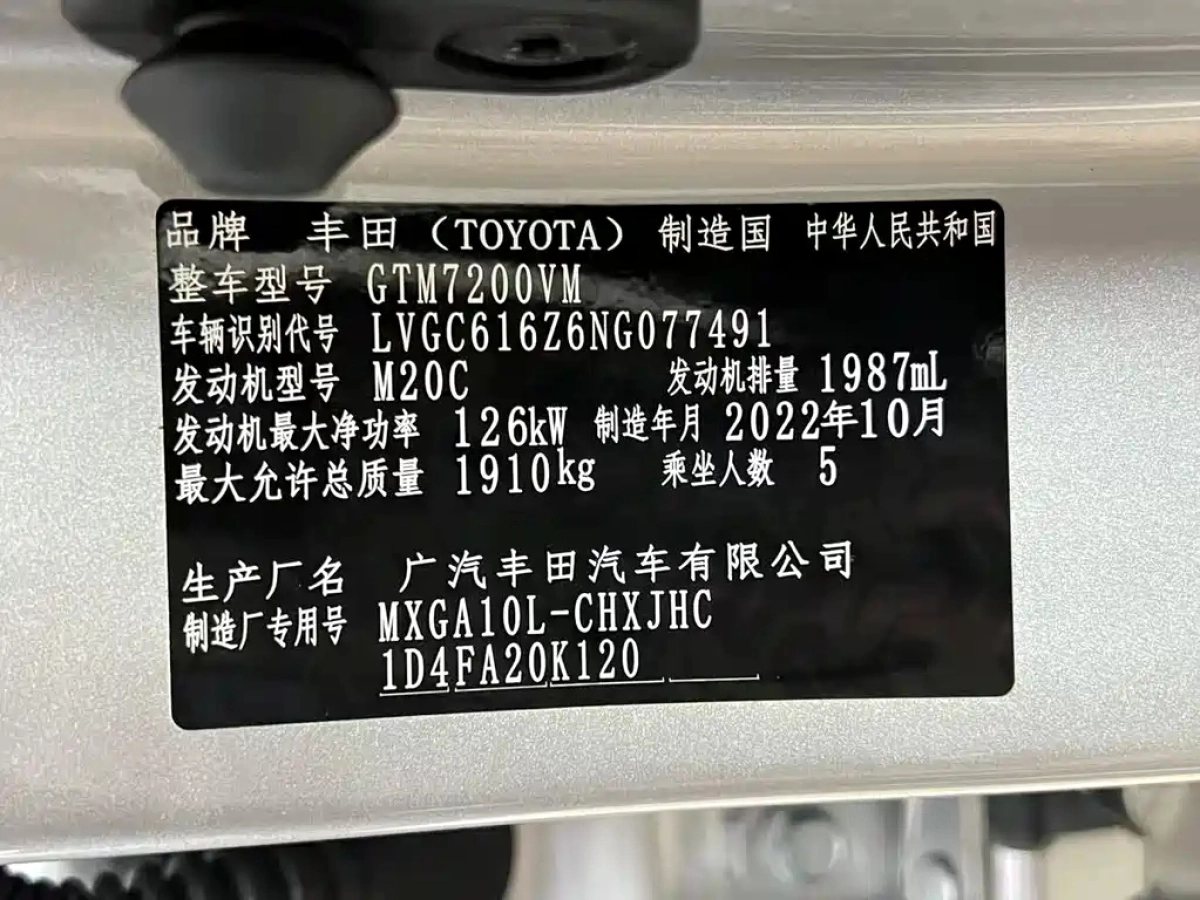 品牌 丰田（TOYOTA） 制造国 中华人民共和国
整车型号 GTM7200VM
车辆识别代号 LVGC616Z6NG077491
发动机型号 M20C 发动机排量 1987mL
发动机最大净功率 126kW 制造年月 2022年10月
最大允许总质量 1910kg 乘坐人数 5
生产厂名 广汽丰田汽车有限公司
制造厂专用号 MXGA10L-CHXJHC
1D4FA20K120